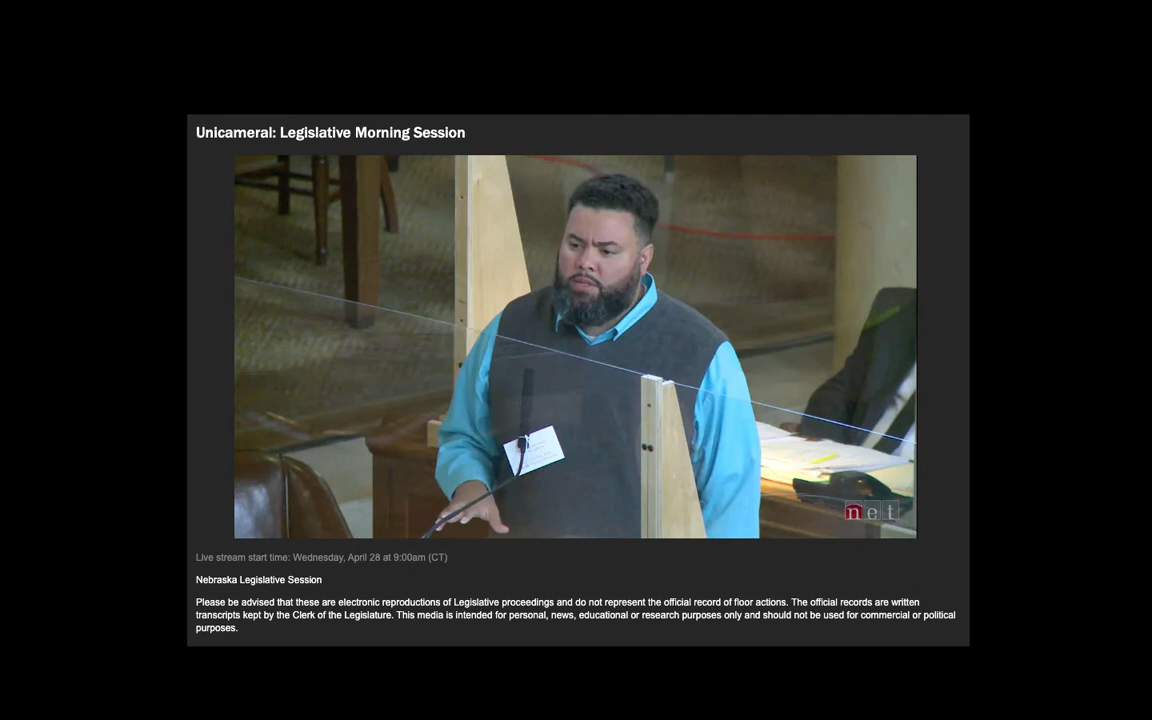 Unicameral: Legislative Morning Session
net
Live stream start time: Wednesday, April 28 at 9:00am (CT)
Nebraska Legislative Session
Please be advised that these are electronic reproductions of Legislative proceedings and do not represent the official record of floor actions. The official records are written
transcripts kept by the Clerk of the Legislature. This media is intended for personal, news, educational or research purposes only and should not be used for commercial or political
purposes.